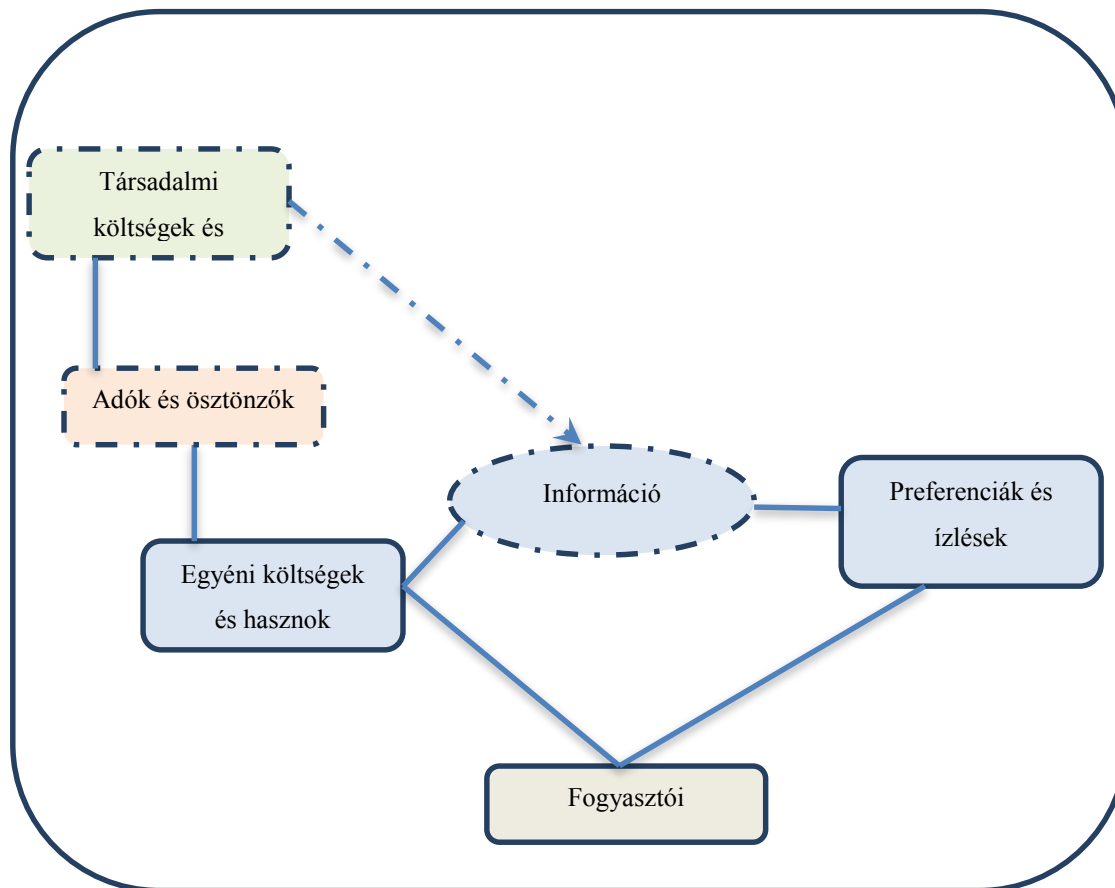 Társadalmi
költségek és
Adók és ösztönzők
Információ
Preferenciák és
ízlések
Egyéni költségek
és hasznok
Fogyasztói